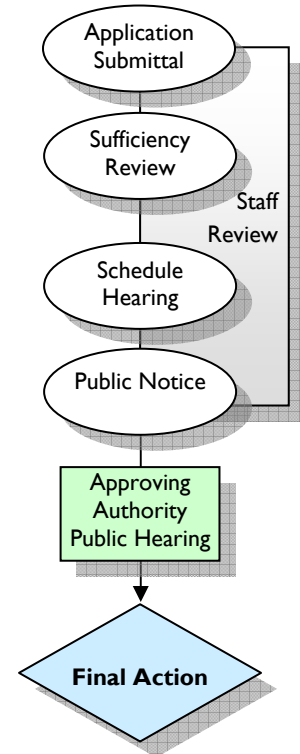 Application
Submittal
Sufficiency
Review
Staff
Review
Schedule
Hearing
Public Notice
Approving
Authority
Public Hearing
Final Action